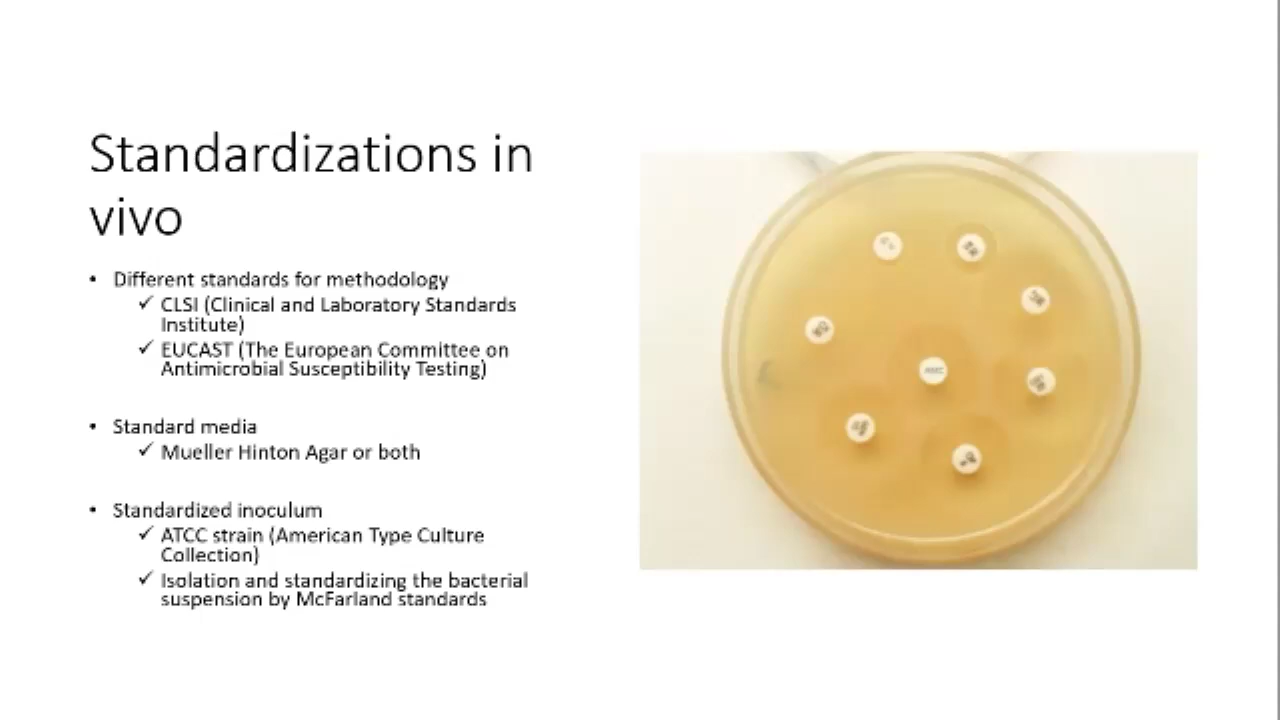 Standardizations in
vivo
• Different standards for methodology
✓ CLSI (Clinical and Laboratory Standards
Institute)
✓ EUCAST (The European Committee on
Antimicrobial Susceptibility Testing)
• Standard media
✓ Mueller Hinton Agar or both
• Standardized inoculum
✓ ATCC strain (American Type Culture
Collection)
✓ Isolation and standardizing the bacterial
suspension by McFarland standards
AMC